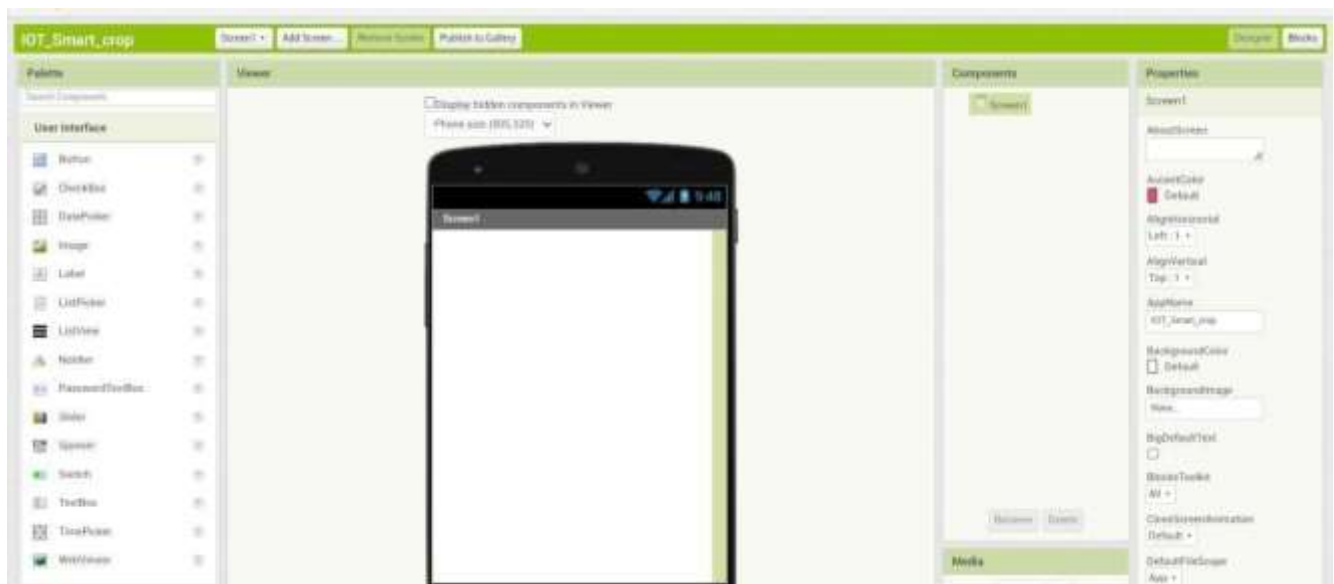 IOT_Smart_crop
Screen1
Add Screen...
Remove Screen
Publish to Gallery
Designer
Blocks
Palette
Viewer
Components
Properties
Search Components...
User Interface
Button
CheckBox
DatePicker
Image
Label
ListPicker
ListView
Notifier
PasswordTextBox
Slider
Spinner
Switch
TextBox
TimePicker
WebViewer
Display hidden components in Viewer
Phone size (505,320)
9:48
Screen1
Screen1
Rename
Delete
Media
Screen1
AboutScreen
AccentColor
Default
AlignHorizontal
Left : 1
AlignVertical
Top : 1
AppName
IOT_Smart_crop
BackgroundColor
Default
BackgroundImage
None...
BigDefaultText
BlocksToolkit
All
CloseScreenAnimation
Default
DefaultFileScope
App